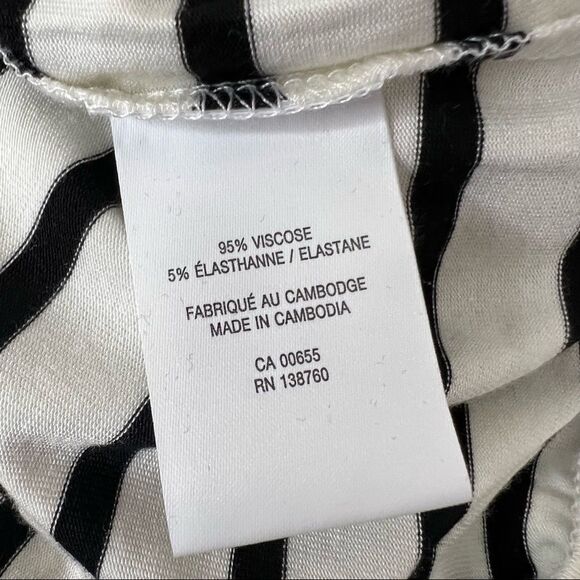 95% VISCOSE
5% ÉLASTHANNE / ELASTANE
FABRIQUÉ AU CAMBODGE
MADE IN CAMBODIA
CA 00655
RN 138760